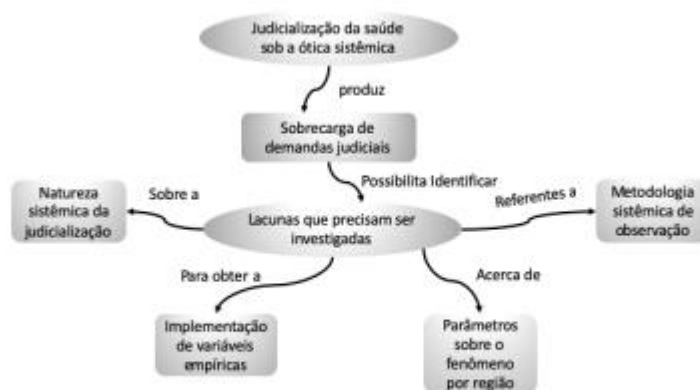 Judicialização da saúde
sob a ótica sistêmica
produz
Sobrecarga de
demandas judiciais
Possibilita Identificar
Natureza
sistêmica da
judicialização
Sobre a
Lacunas que precisam ser
investigadas
Referentes a
Metodologia
sistêmica de
observação
Para obter a
Acerca de
Implementação
de variáveis
empíricas
Parâmetros
sobre o
fenômeno
por região